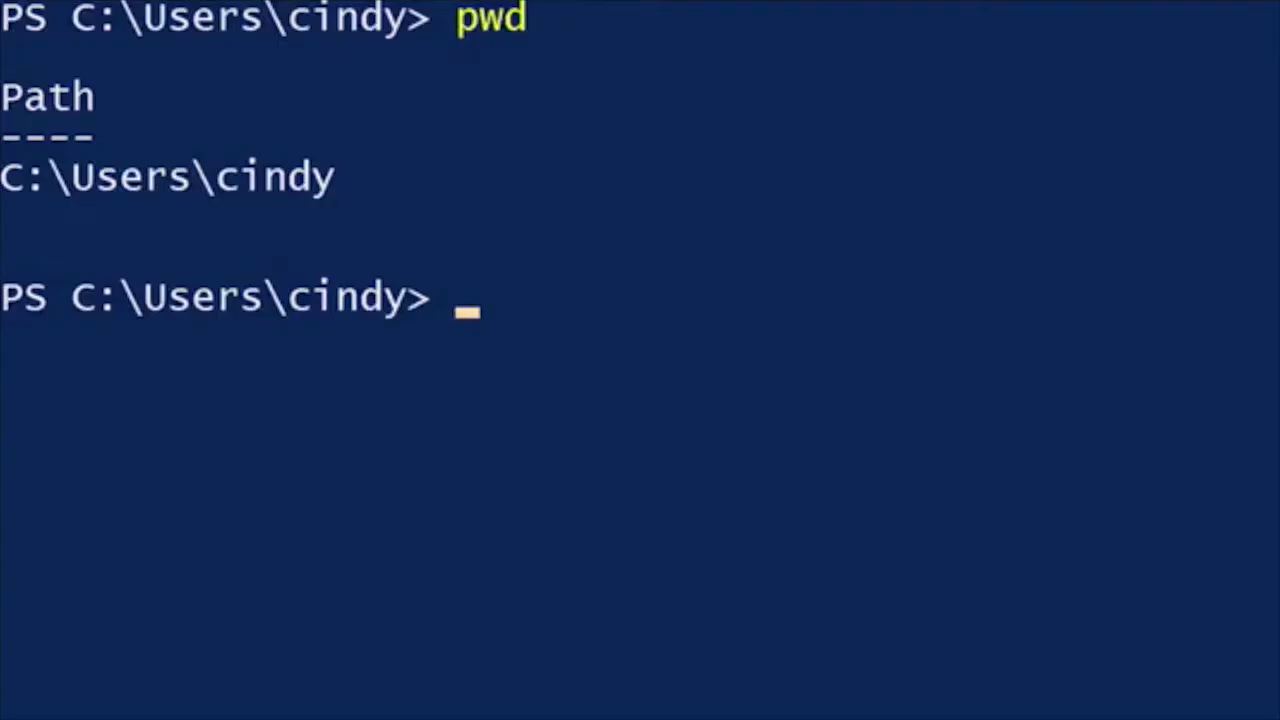 PS C:\Users\cindy> pwd
Path
----
C:\Users\cindy
PS C:\Users\cindy>